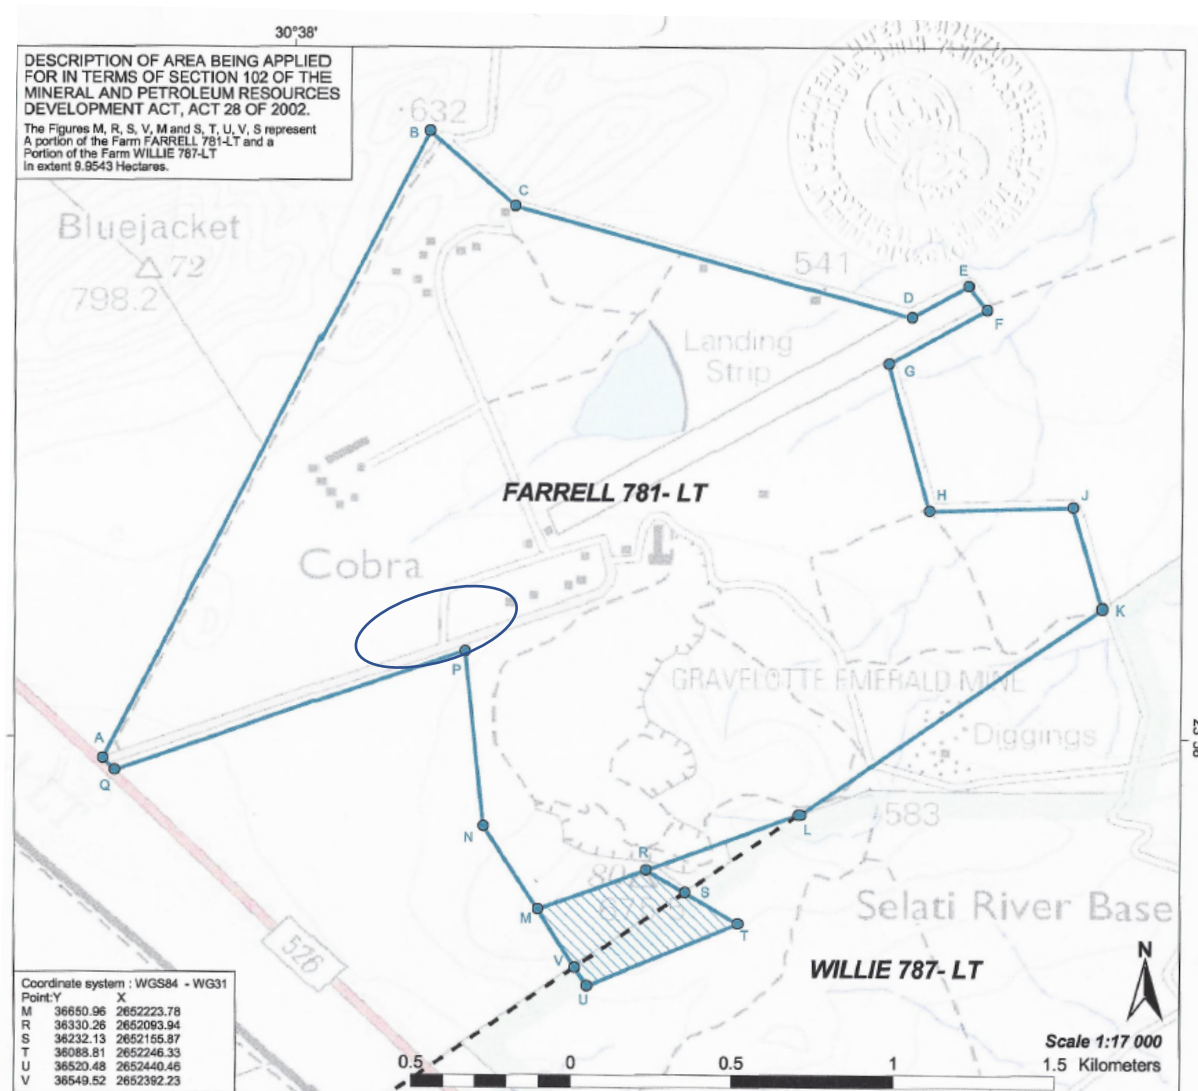 30°38'
DESCRIPTION OF AREA BEING APPLIED
FOR IN TERMS OF SECTION 102 OF THE
MINERAL AND PETROLEUM RESOURCES
DEVELOPMENT ACT, ACT 28 OF 2002.
The Figures M, R, S, V, M and S, T, U, V, S represent
A portion of the Farm FARRELL 781-LT and a
Portion of the Farm WILLIE 787-LT
In extent 9.9543 Hectares.
·632
B
C
Bluejacket
72
798.2
541
E
D
F
Landing
Strip
G
FARRELL 781- LT
H
J
Cobra
K
P
GRAVELOTTE EMERALD MINE
Diggings
A
Q
N
L
583
R
S
M
T
Selati River Base
V
U
WILLIE 787- LT
526
N
Coordinate system : WGS84 - WG31
Point:Y X
M 36650.96 2652223.78
R 36330.26 2652093.94
S 36232.13 2652155.87
T 36088.81 2652246.33
U 36520.48 2652440.46
V 36549.52 2652392.23
Scale 1:17 000
0.5 0 0.5 1 1.5 Kilometers